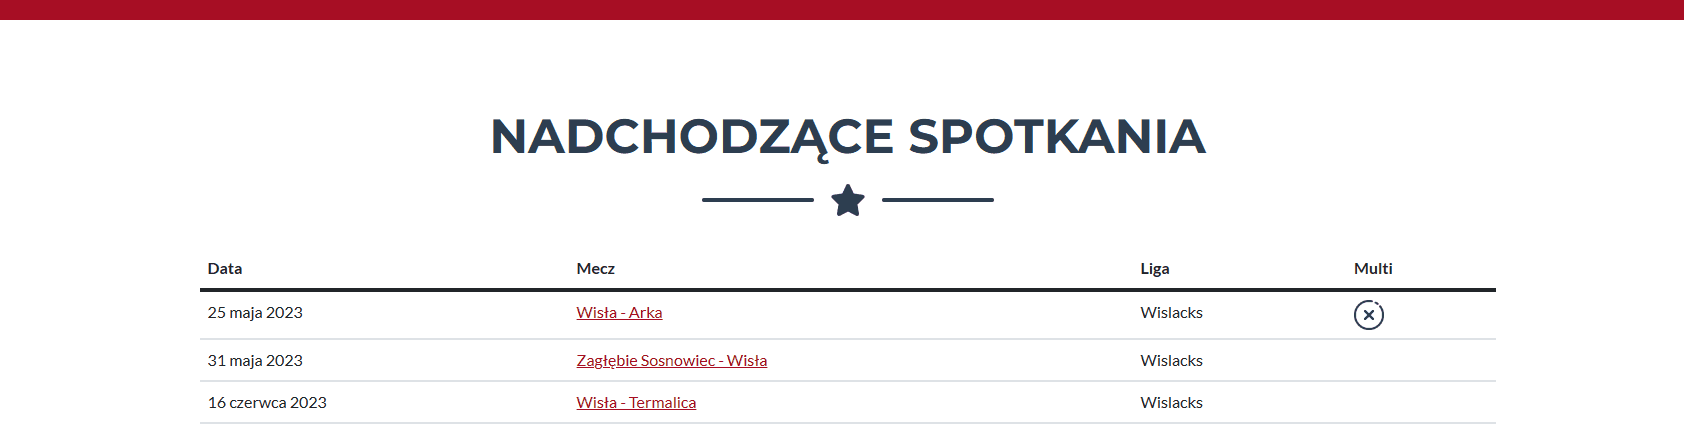 NADCHODZĄCE SPOTKANIA
Data Mecz Liga Multi
25 maja 2023 Wisła - Arka Wislacks
31 maja 2023 Zagłębie Sosnowiec - Wisła Wislacks
16 czerwca 2023 Wisła - Termalica Wislacks